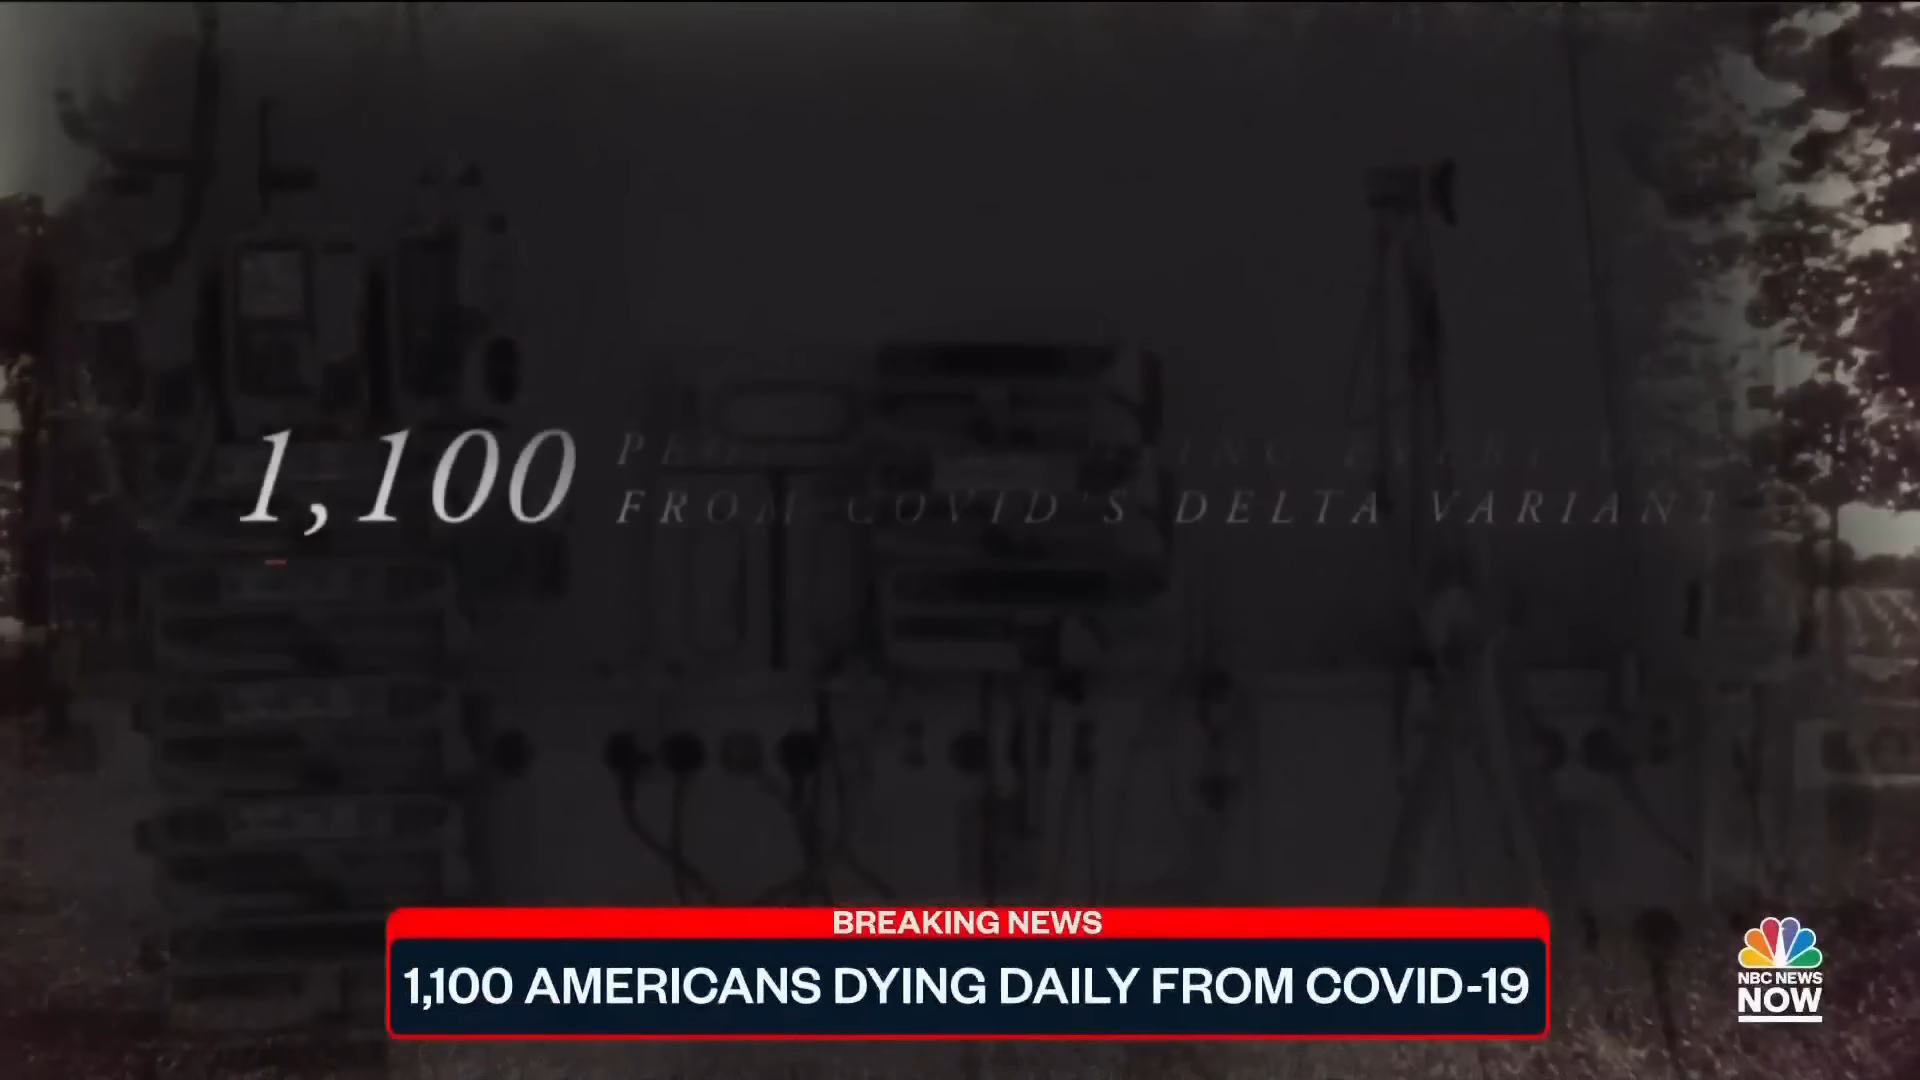 1,100
FROM COVID'S DELTA VARIANT
BREAKING NEWS
1,100 AMERICANS DYING DAILY FROM COVID-19
NBC NEWS
NOW